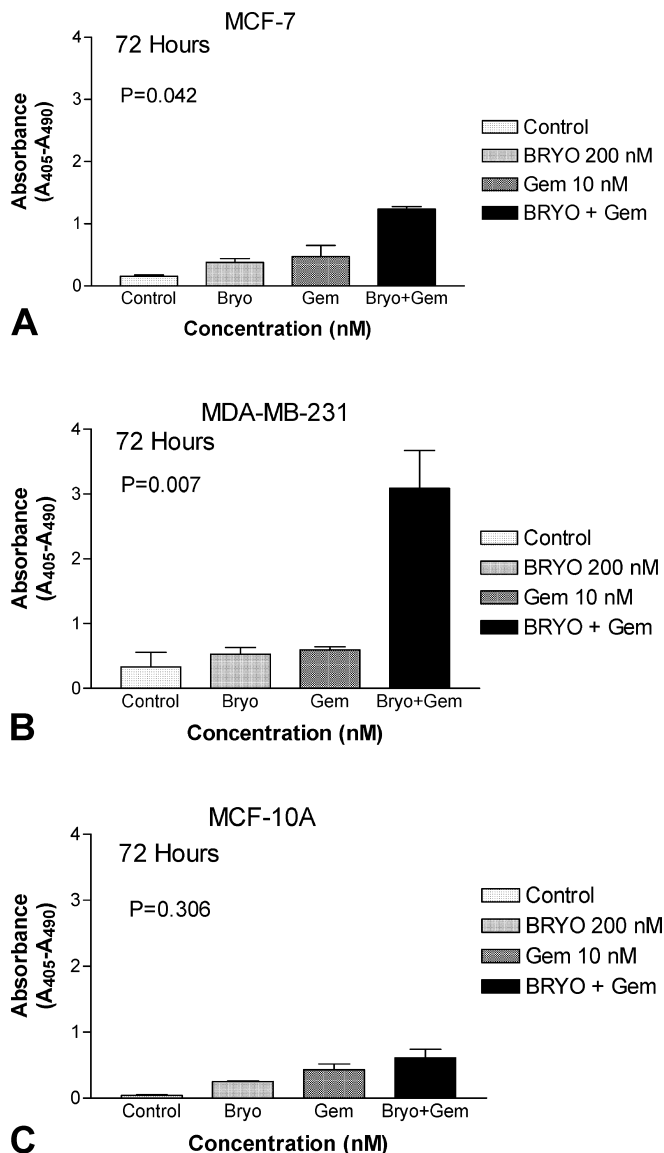 MCF-7
72 Hours
P=0.042
Absorbance
(A405-A490)
4
3
2
1
0
Control
BRYO 200 nM
Gem 10 nM
BRYO + Gem
Control Bryo Gem Bryo+Gem
Concentration (nM)
A
MDA-MB-231
72 Hours
P=0.007
Absorbance
(A405-A490)
4
3
2
1
0
Control
BRYO 200 nM
Gem 10 nM
BRYO + Gem
Control Bryo Gem Bryo+Gem
Concentration (nM)
B
MCF-10A
72 Hours
P=0.306
Absorbance
(A405-A490)
4
3
2
1
0
Control
BRYO 200 nM
Gem 10 nM
BRYO + Gem
Control Bryo Gem Bryo+Gem
Concentration (nM)
C